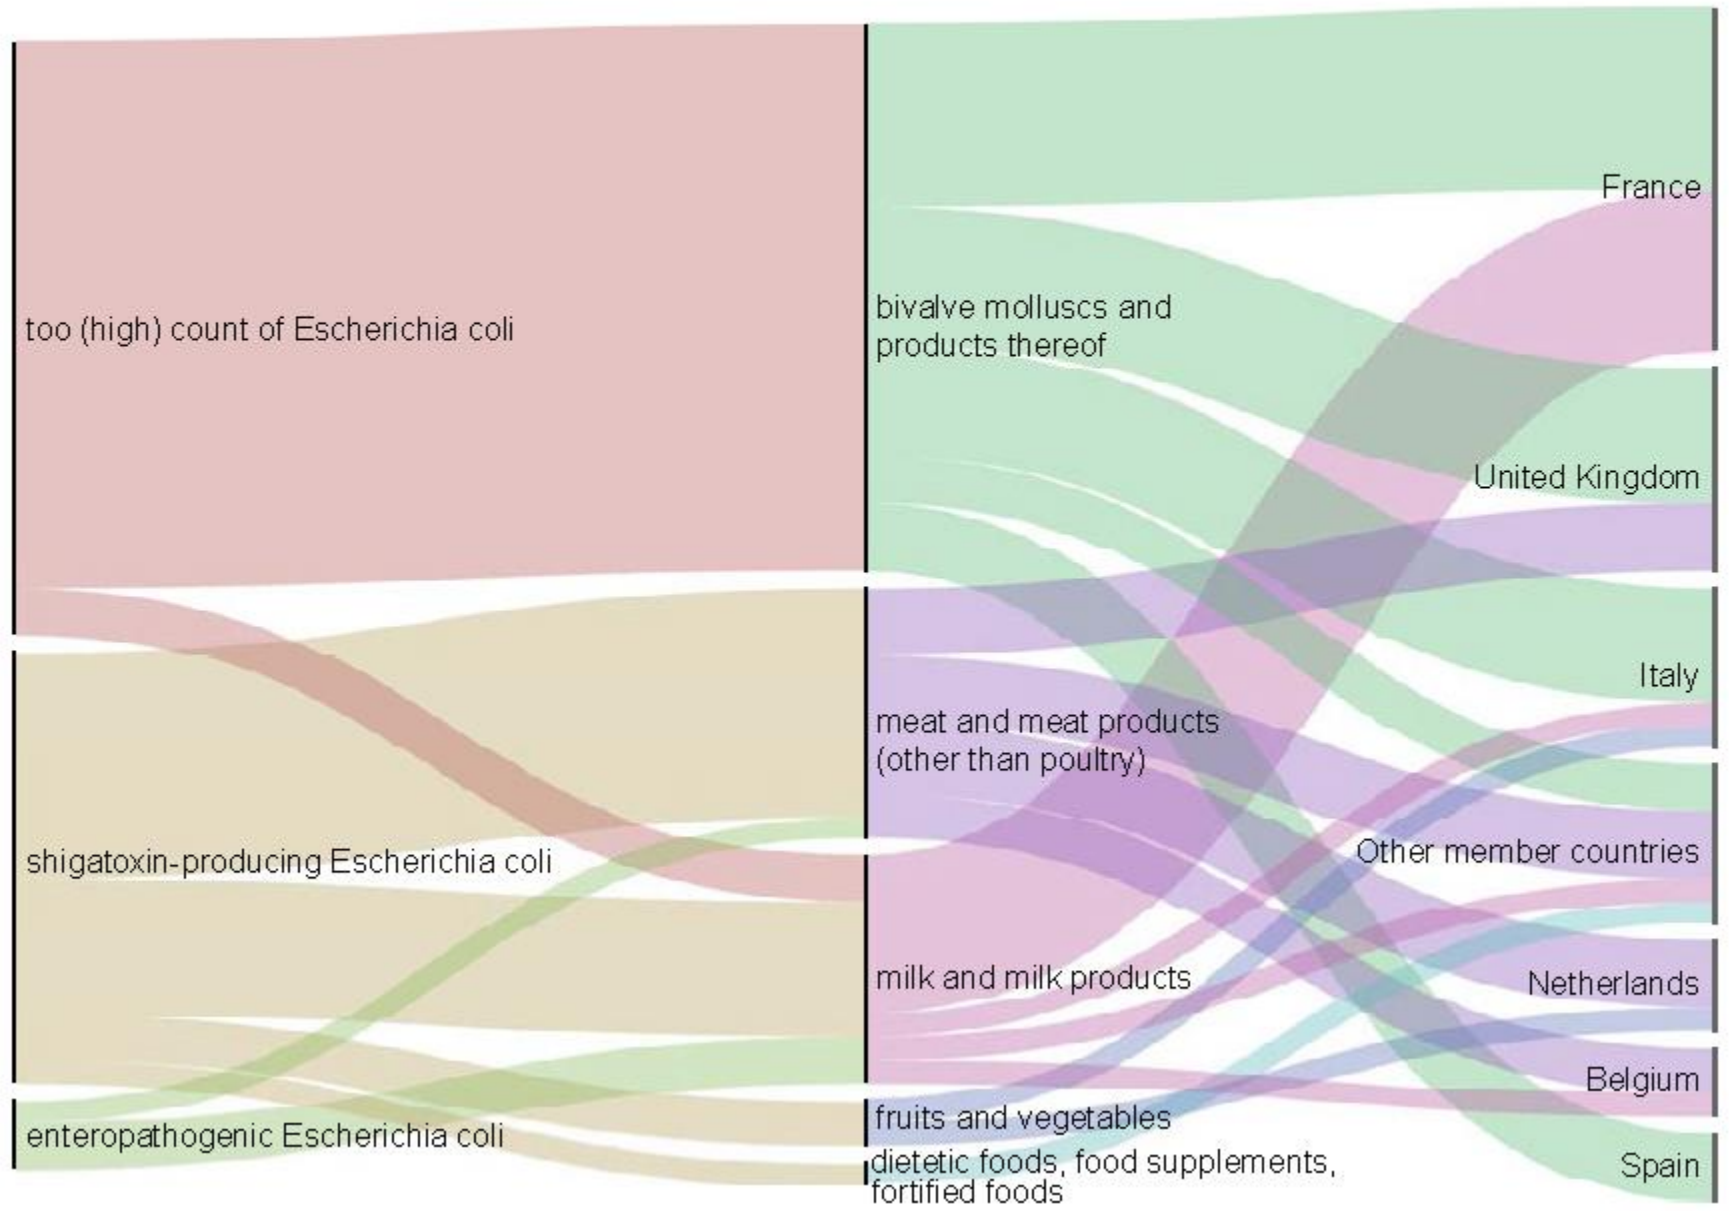 too (high) count of Escherichia coli
shigatoxin-producing Escherichia coli
enteropathogenic Escherichia coli
bivalve molluscs and
products thereof
meat and meat products
(other than poultry)
milk and milk products
fruits and vegetables
dietetic foods, food supplements,
fortified foods
France
United Kingdom
Italy
Other member countries
Netherlands
Belgium
Spain